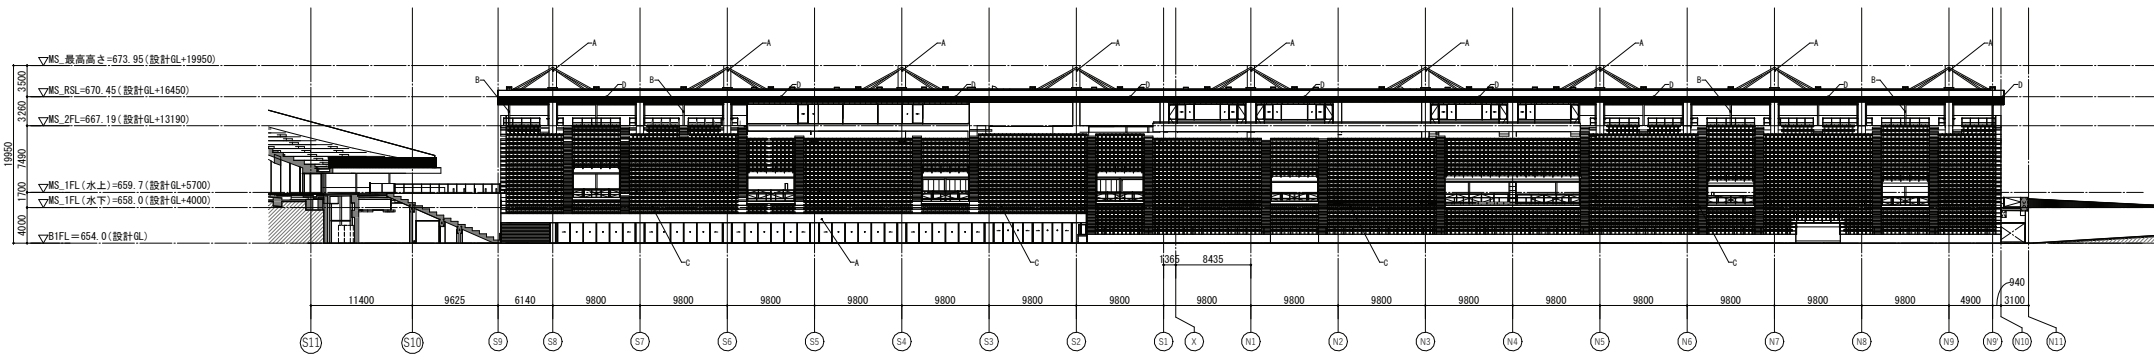 A A A A A A A A A
▽MS_最高高さ=673.95(設計GL+19950)
B D B D D D D D D B D B D
▽MS_RSL=670.45(設計GL+16450)
▽MS_2FL=667.19(設計GL+13190)
▽MS_1FL(水上)=659.7(設計GL+5700)
▽MS_1FL(水下)=658.0(設計GL+4000)
▽B1FL=654.0(設計GL)
19950
3500
3260
7490
1700
4000
C A C C C
1365 8435
940
11400 9625 6140 9800 9800 9800 9800 9800 9800 9800 9800 9800 9800 9800 9800 9800 9800 9800 9800 4900 3100
S11 S10 S9 S8 S7 S6 S5 S4 S3 S2 S1 X N1 N2 N3 N4 N5 N6 N7 N8 N9 N9' N10 N11